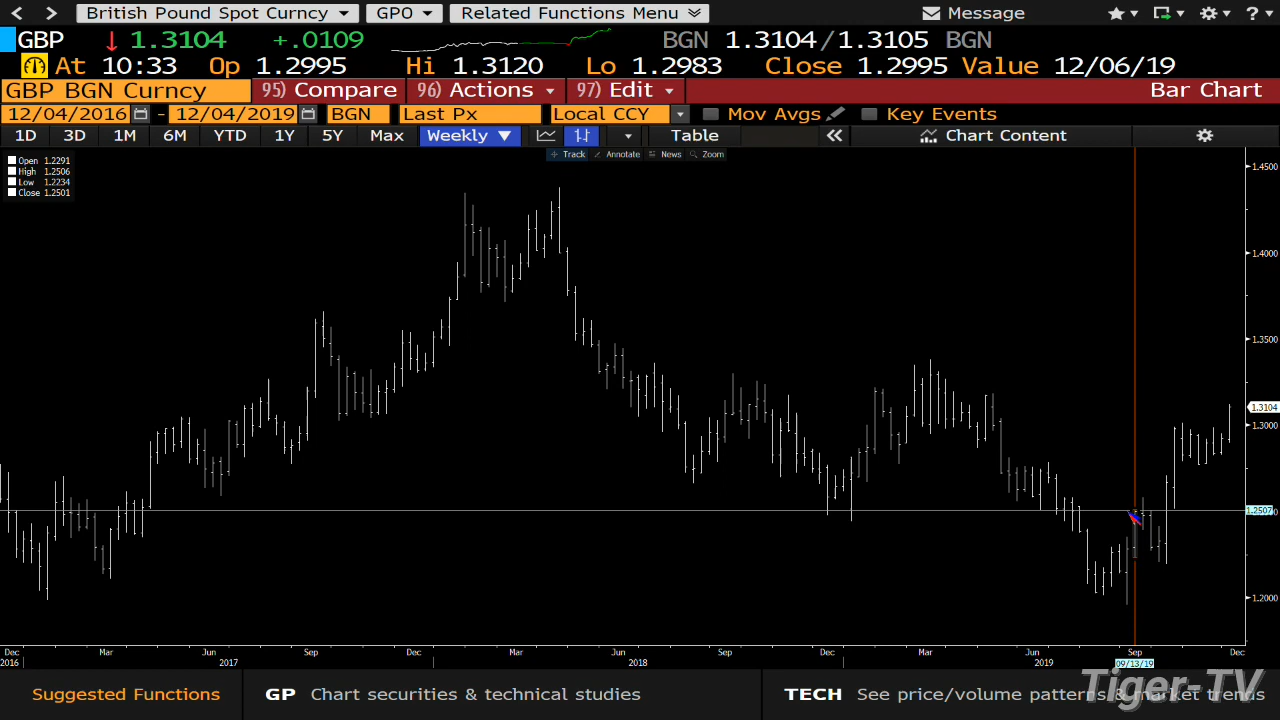 British Pound Spot Curncy GPO Related Functions Menu Message ?
GBP ↓ 1.3104 +.0109 BGN 1.3104/1.3105 BGN
At 10:33 Op 1.2995 Hi 1.3120 Lo 1.2983 Close 1.2995 Value 12/06/19
GBP BGN Curncy 95) Compare 96) Actions 97) Edit Bar Chart
12/04/2016 - 12/04/2019 BGN Last Px Local CCY Mov Avgs Key Events
1D 3D 1M 6M YTD 1Y 5Y Max Weekly ▼ Table Chart Content
Track Annotate News Zoom
Open 1.2291
High 1.2506
Low 1.2234
Close 1.2501
1.4500
1.4000
1.3500
1.3104
1.3000
1.2507
1.2000
Dec Mar Jun Sep Dec Mar Jun Sep Dec Mar Jun Sep Dec
2016 2017 2018 2019 09/13/19
Suggested Functions GP Chart securities & technical studies TECH See price/volume patterns & market trends
Tiger-TV